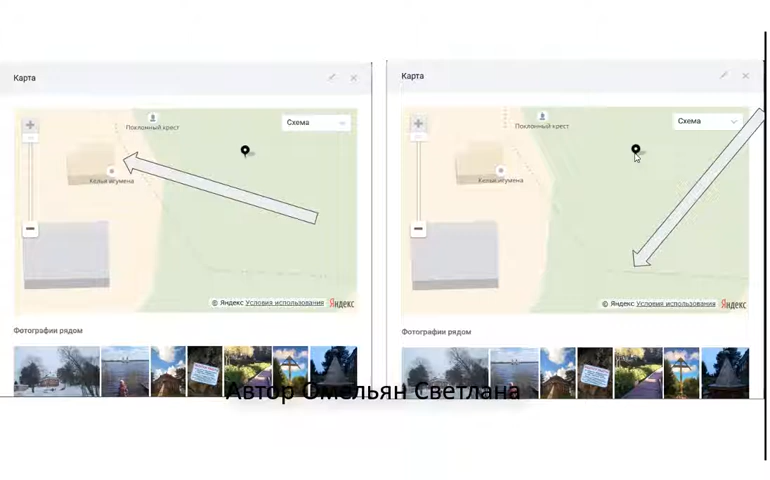 Карта
Поклонный крест
Схема
Келья игумена
© Яндекс Условия использования Яндекс
Фотографии рядом
Карта
Поклонный крест
Схема
Келья игумена
© Яндекс Условия использования Яндекс
Фотографии рядом
Автор Омельян Светлана